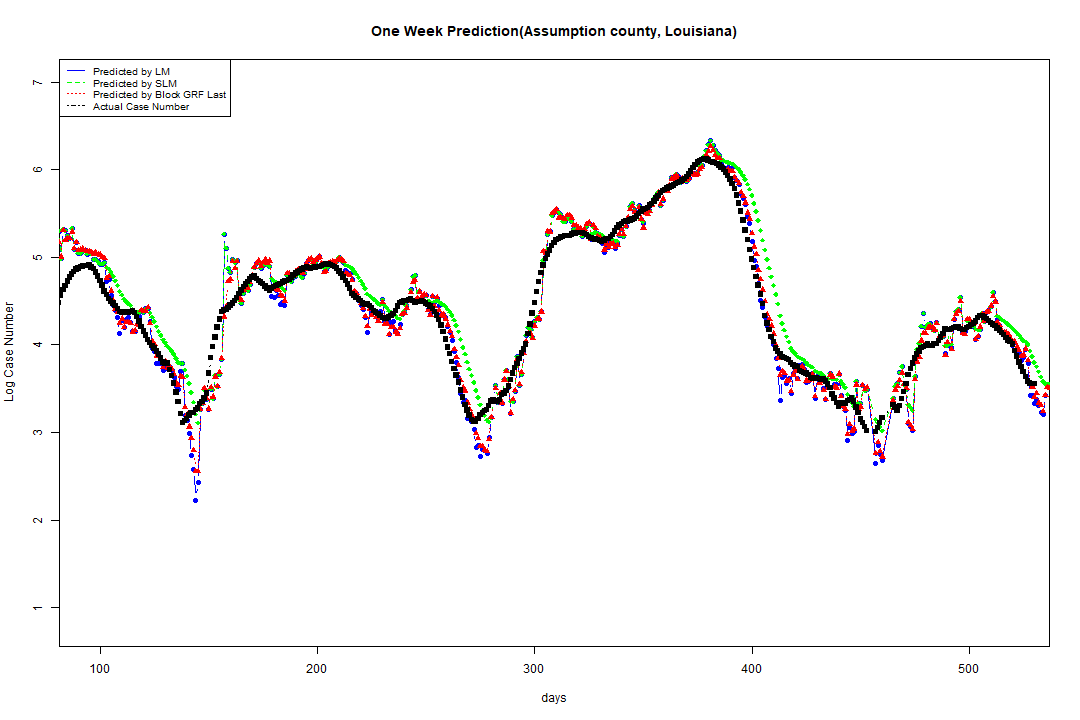 One Week Prediction(Assumption county, Louisiana)
Predicted by LM
Predicted by SLM
Predicted by Block GRF Last
Actual Case Number
7
6
5
4
3
2
1
Log Case Number
100 200 300 400 500
days